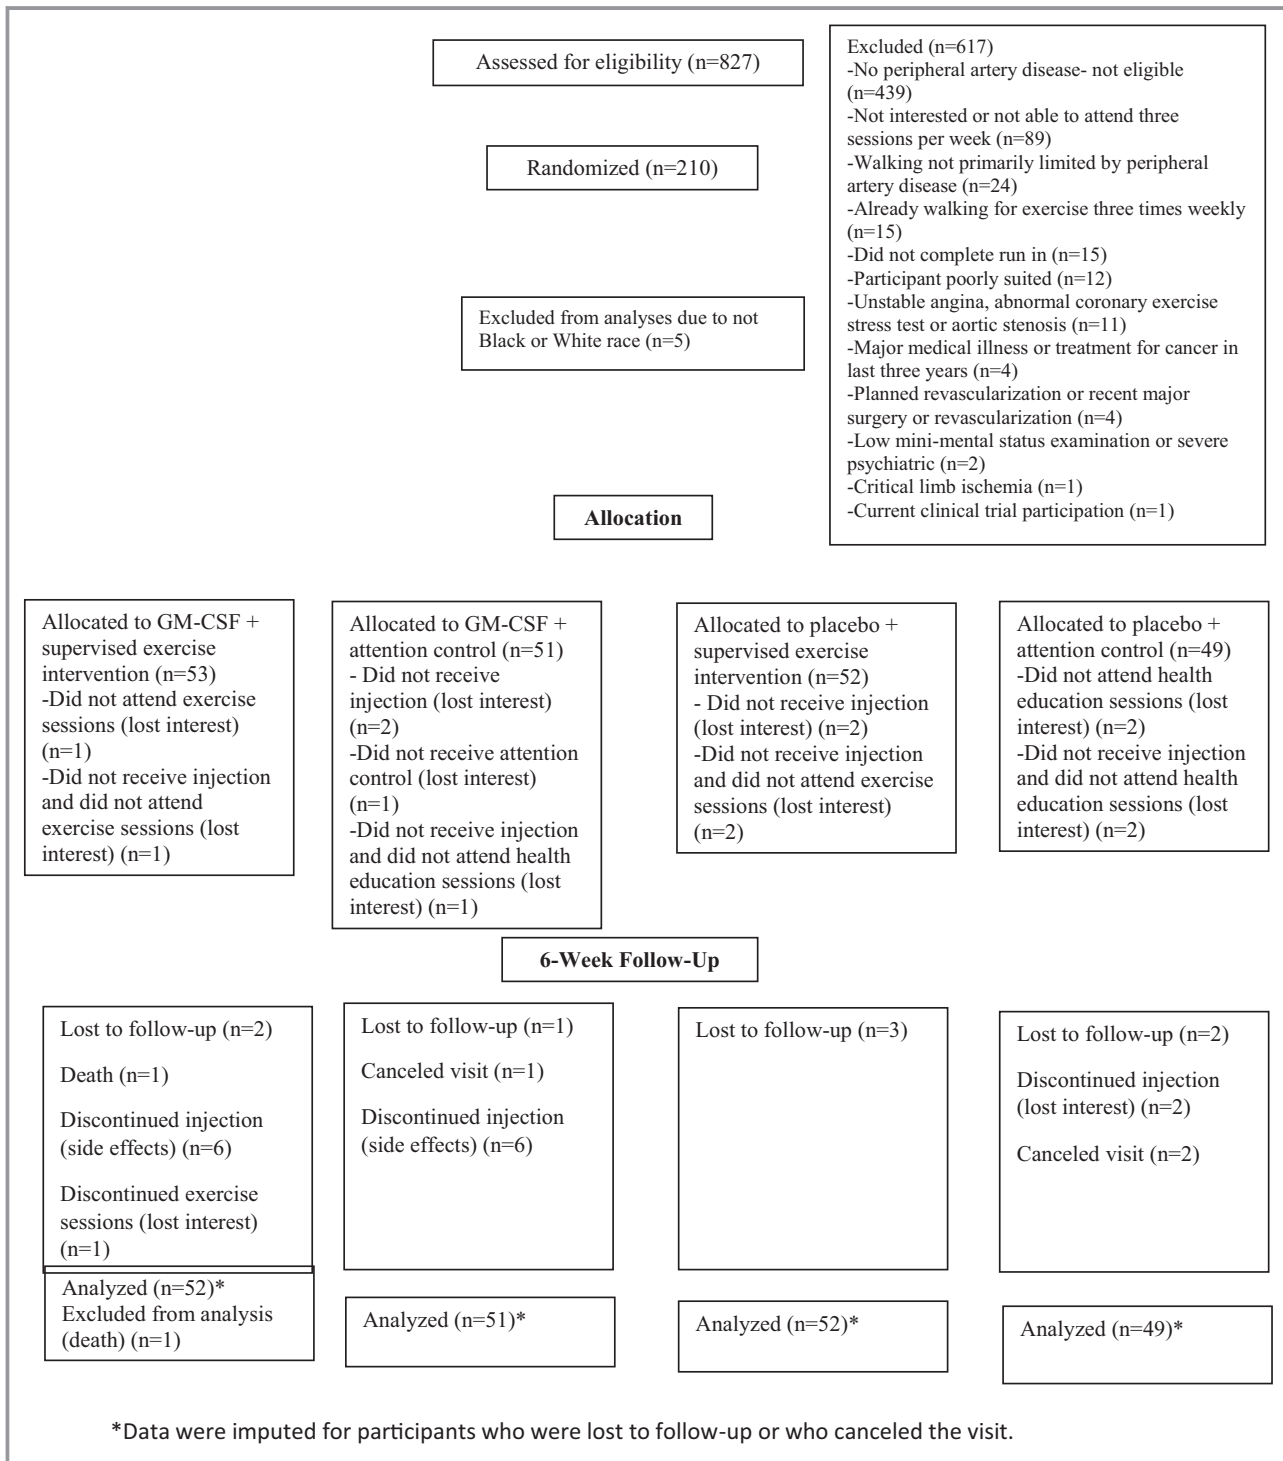 Assessed for eligibility (n=827)
Excluded (n=617)
-No peripheral artery disease- not eligible
(n=439)
-Not interested or not able to attend three
sessions per week (n=89)
-Walking not primarily limited by peripheral
artery disease (n=24)
-Already walking for exercise three times weekly
(n=15)
-Did not complete run in (n=15)
-Participant poorly suited (n=12)
-Unstable angina, abnormal coronary exercise
stress test or aortic stenosis (n=11)
-Major medical illness or treatment for cancer in
last three years (n=4)
-Planned revascularization or recent major
surgery or revascularization (n=4)
-Low mini-mental status examination or severe
psychiatric (n=2)
-Critical limb ischemia (n=1)
-Current clinical trial participation (n=1)
Randomized (n=210)
Excluded from analyses due to not
Black or White race (n=5)
Allocation
Allocated to GM-CSF +
supervised exercise
intervention (n=53)
-Did not attend exercise
sessions (lost interest)
(n=1)
-Did not receive injection
and did not attend
exercise sessions (lost
interest) (n=1)
Allocated to GM-CSF +
attention control (n=51)
- Did not receive
injection (lost interest)
(n=2)
-Did not receive attention
control (lost interest)
(n=1)
-Did not receive injection
and did not attend health
education sessions (lost
interest) (n=1)
Allocated to placebo +
supervised exercise
intervention (n=52)
- Did not receive injection
(lost interest) (n=2)
-Did not receive injection
and did not attend exercise
sessions (lost interest)
(n=2)
Allocated to placebo +
attention control (n=49)
-Did not attend health
education sessions (lost
interest) (n=2)
-Did not receive injection
and did not attend health
education sessions (lost
interest) (n=2)
6-Week Follow-Up
Lost to follow-up (n=2)
Death (n=1)
Discontinued injection
(side effects) (n=6)
Discontinued exercise
sessions (lost interest)
(n=1)
Lost to follow-up (n=1)
Canceled visit (n=1)
Discontinued injection
(side effects) (n=6)
Lost to follow-up (n=3)
Lost to follow-up (n=2)
Discontinued injection
(lost interest) (n=2)
Canceled visit (n=2)
Analyzed (n=52)*
Excluded from analysis
(death) (n=1)
Analyzed (n=51)*
Analyzed (n=52)*
Analyzed (n=49)*
*Data were imputed for participants who were lost to follow-up or who canceled the visit.